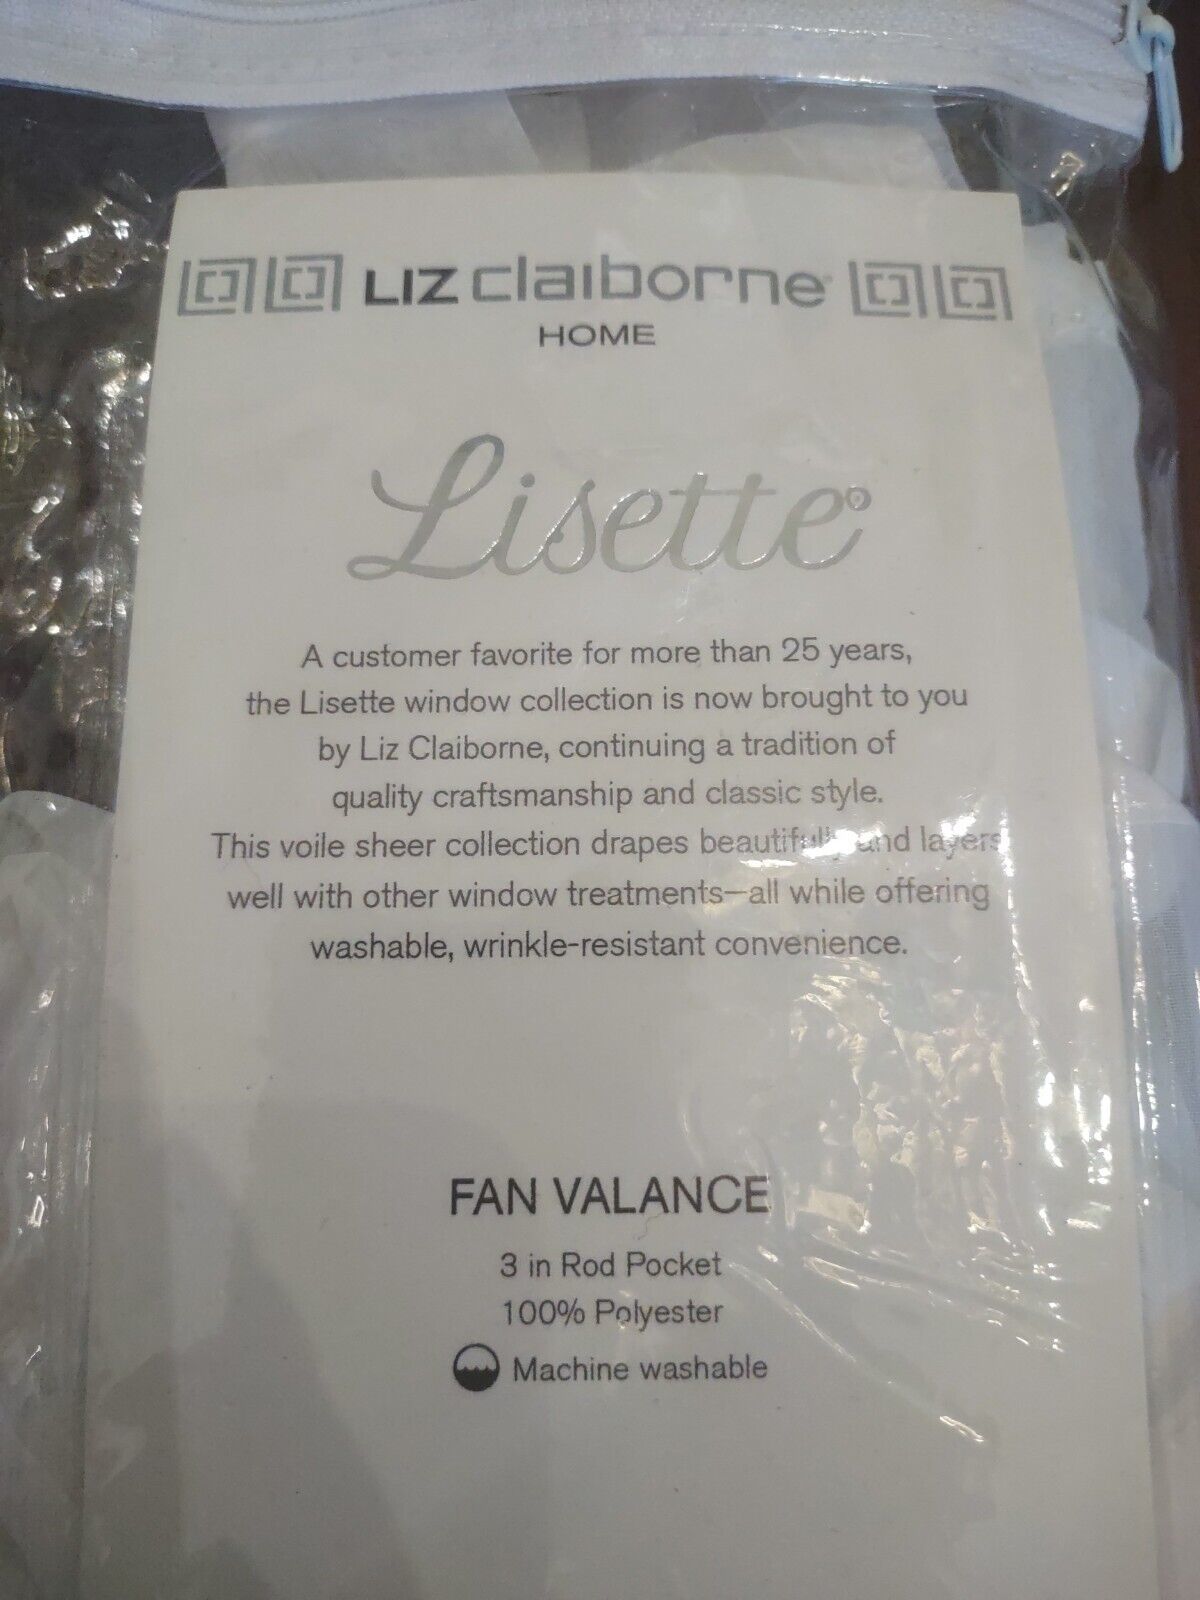 LIZ claiborne®
HOME
Lisette®
A customer favorite for more than 25 years,
the Lisette window collection is now brought to you
by Liz Claiborne, continuing a tradition of
quality craftsmanship and classic style.
This voile sheer collection drapes beautifully and layers
well with other window treatments—all while offering
washable, wrinkle-resistant convenience.
FAN VALANCE
3 in Rod Pocket
100% Polyester
Machine washable